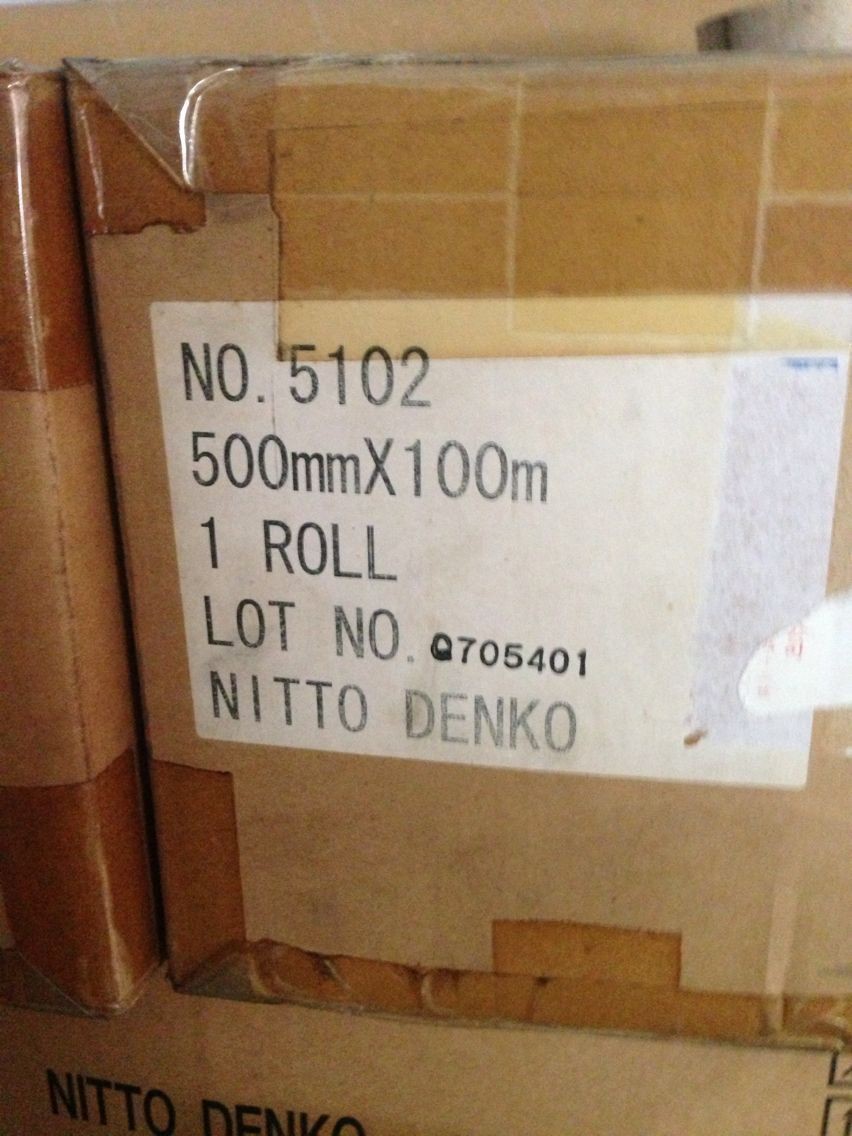 NO. 5102
500mmX100m
1 ROLL
LOT NO. Q705401
NITTO DENKO
NITTO DENKO